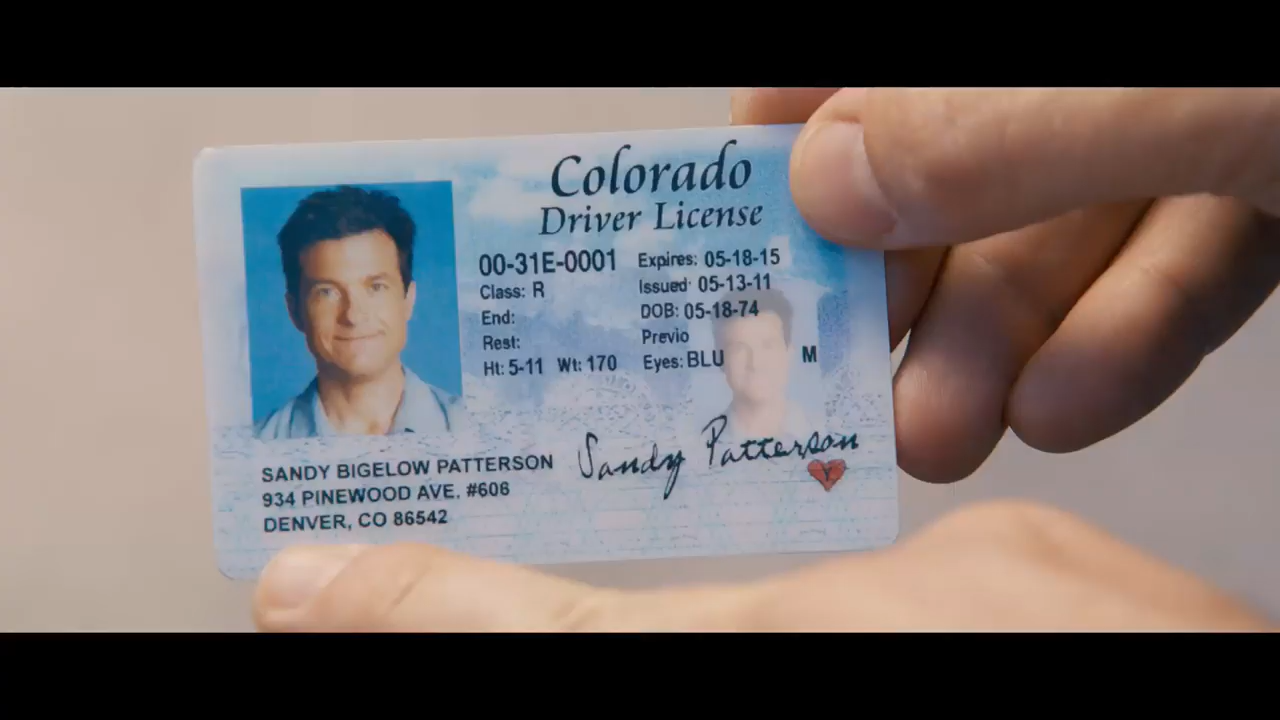 Colorado
Driver License
00-31E-0001
Class: R
End:
Rest:
Ht: 5-11 Wt: 170
Expires: 05-18-15
Issued: 05-13-11
DOB: 05-18-74
Previo
Eyes: BLU M
Sandy Patterson
SANDY BIGELOW PATTERSON
934 PINEWOOD AVE. #606
DENVER, CO 86542
Y